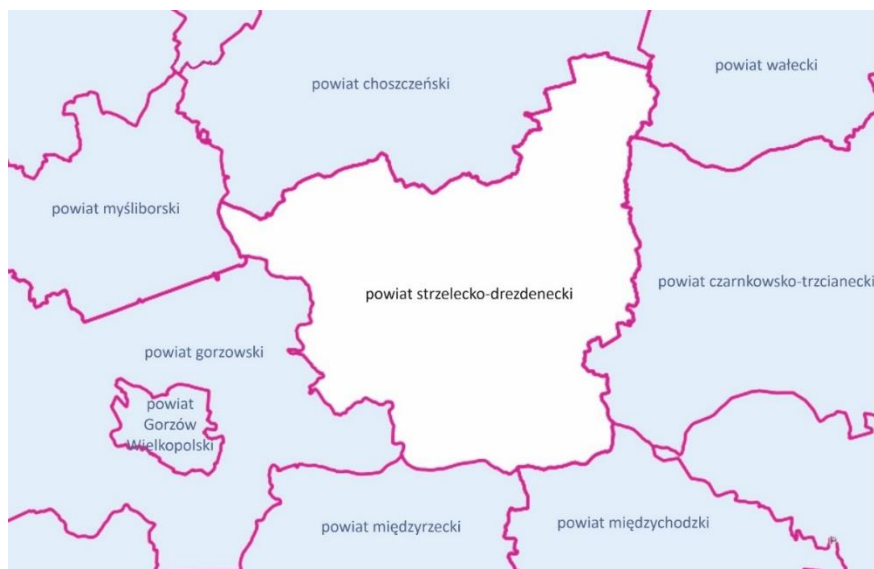 powiat wałecki
powiat choszczeński
powiat myśliborski
powiat czarnkowsko-trzcianecki
powiat strzelecko-drezdenecki
powiat gorzowski
powiat
Gorzów
Wielkopolski
powiat międzyrzecki
powiat międzychodzki